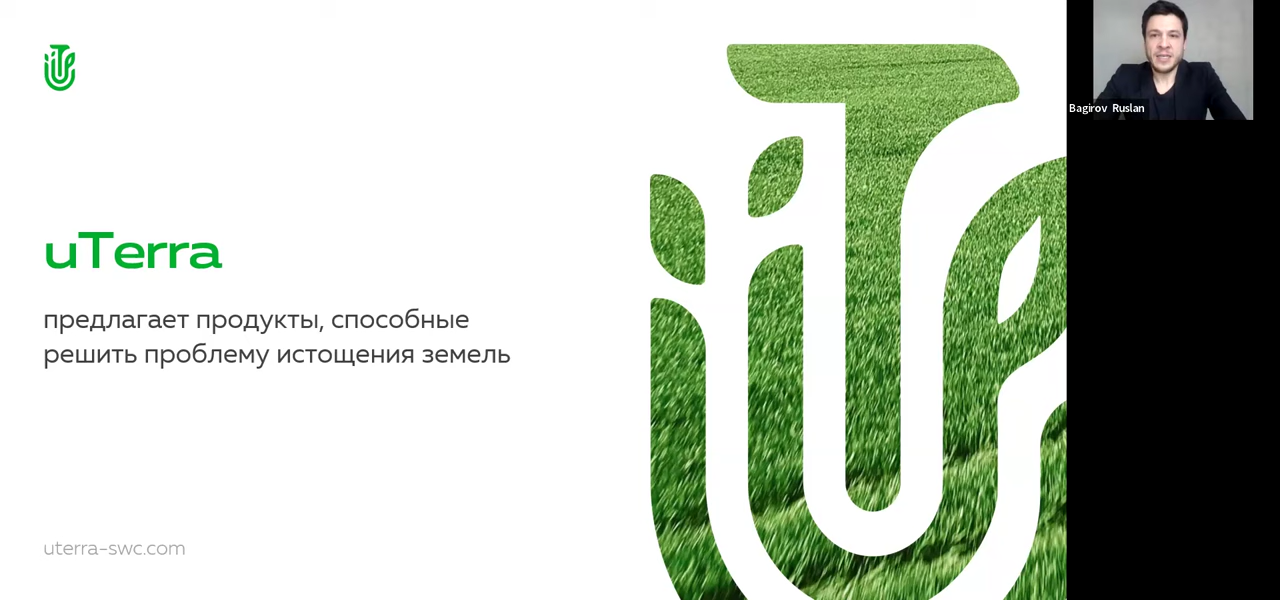 uTerra
предлагает продукты, способные
решить проблему истощения земель
uterra-swc.com
Bagirov Ruslan